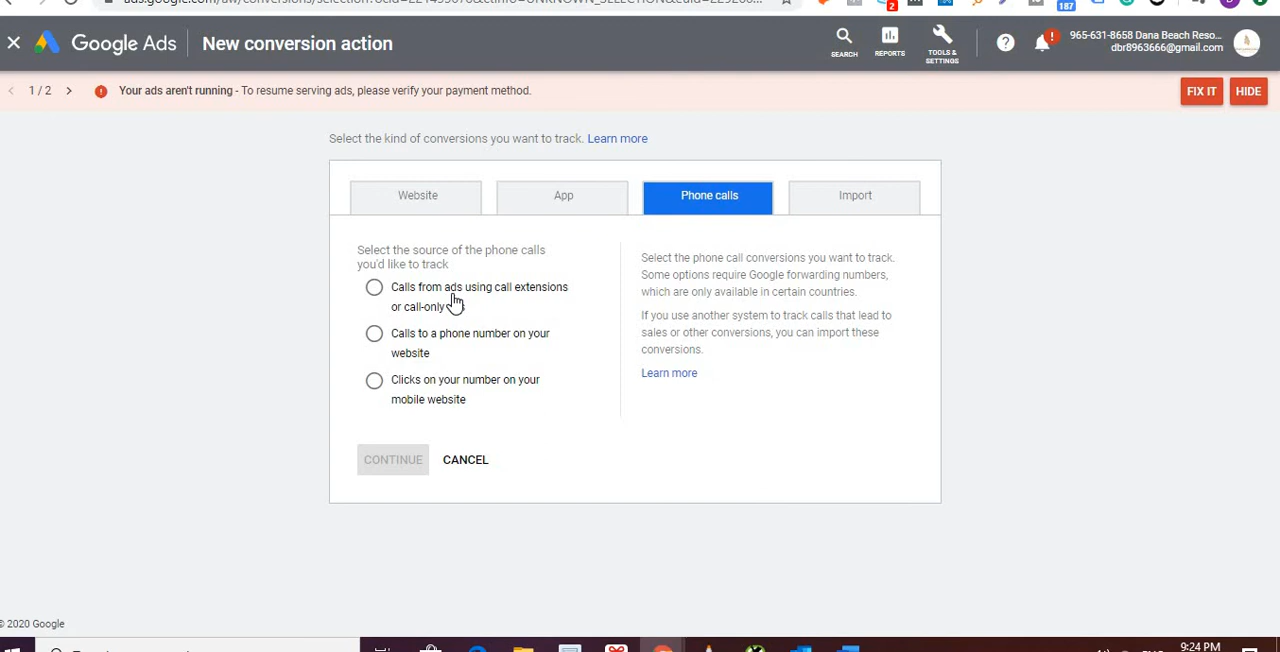 2
187
Google Ads
New conversion action
SEARCH
REPORTS
TOOLS &
SETTINGS
965-631-8658 Dana Beach Reso...
dbr8963666@gmail.com
1 / 2
Your ads aren't running - To resume serving ads, please verify your payment method.
FIX IT
HIDE
Select the kind of conversions you want to track. Learn more
Website
App
Phone calls
Import
Select the source of the phone calls
you'd like to track
Calls from ads using call extensions
or call-only
Calls to a phone number on your
website
Clicks on your number on your
mobile website
Select the phone call conversions you want to track.
Some options require Google forwarding numbers,
which are only available in certain countries.
If you use another system to track calls that lead to
sales or other conversions, you can import these
conversions.
Learn more
CONTINUE
CANCEL
© 2020 Google
9:24 PM